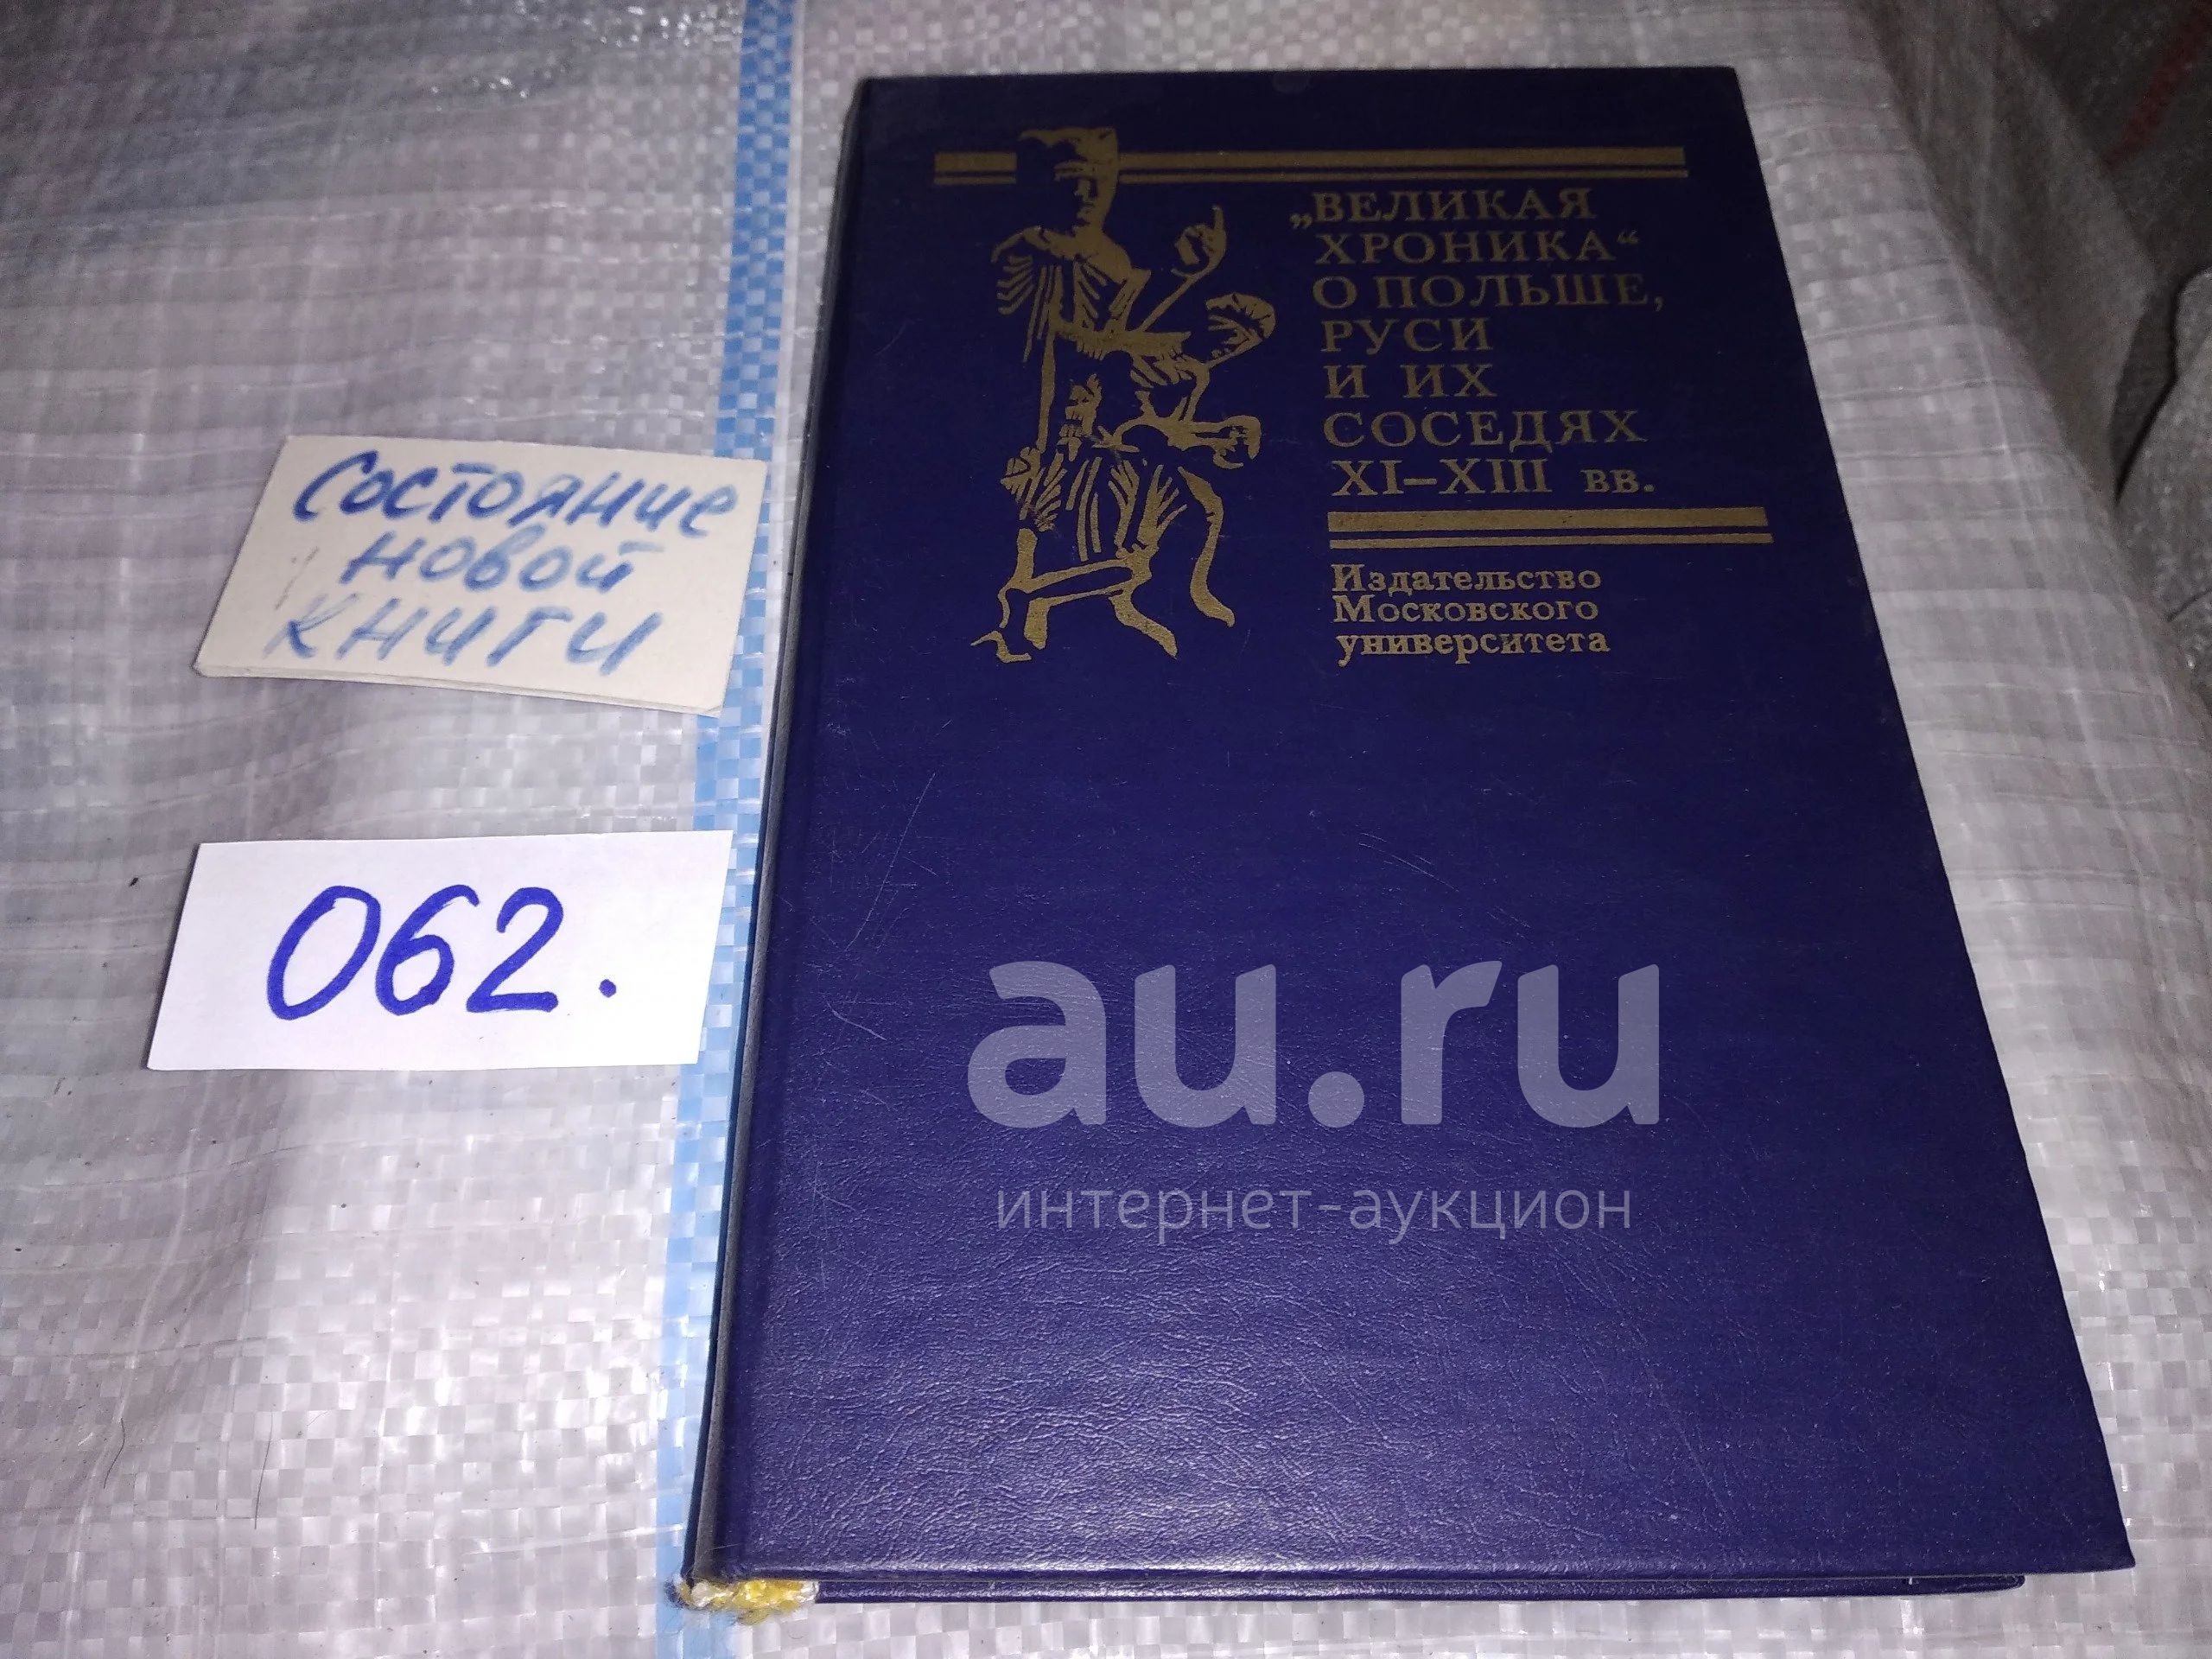 „ВЕЛИКАЯ
ХРОНИКА“
О ПОЛЬШЕ,
РУСИ
И ИХ
СОСЕДЯХ
XI–XIII вв.
Издательство
Московского
университета
Состояние
новой
книги
062.
au.ru
интернет-аукцион